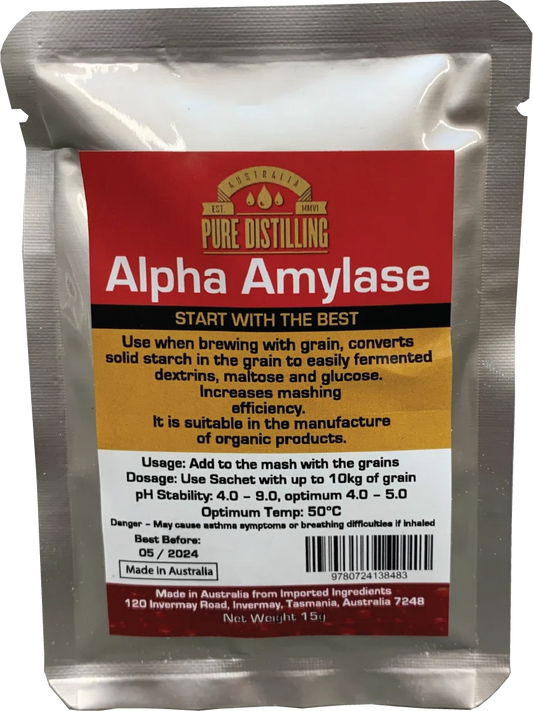 AUSTRALIA
EST. MMVI
PURE DISTILLING
Alpha Amylase
START WITH THE BEST
Use when brewing with grain, converts
solid starch in the grain to easily fermented
dextrins, maltose and glucose.
Increases mashing
efficiency.
It is suitable in the manufacture
of organic products.
Usage: Add to the mash with the grains
Dosage: Use Sachet with up to 10kg of grain
pH Stability: 4.0 – 9.0, optimum 4.0 – 5.0
Optimum Temp: 50°C
Danger – May cause asthma symptoms or breathing difficulties if inhaled
Best Before:
05 / 2024
Made in Australia
9780724138483
Made in Australia from Imported Ingredients
120 Invermay Road, Invermay, Tasmania, Australia 7248
Net Weight 15g